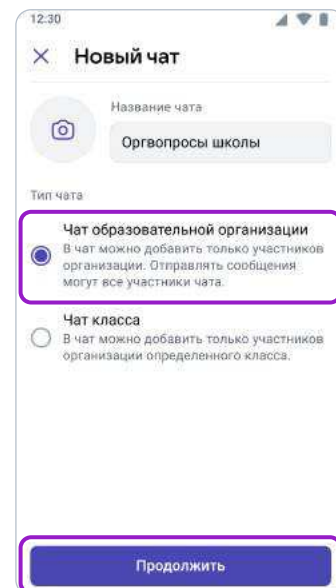 12:30
Новый чат
Название чата
Оргвопросы школы
Тип чата
Чат образовательной организации
В чат можно добавить только участников
организации. Отправлять сообщения
могут все участники чата.
Чат класса
В чат можно добавить только участников
организации определенного класса.
Продолжить